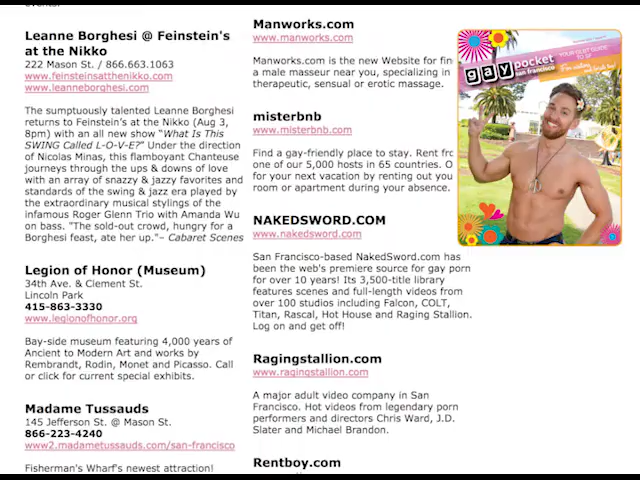 Leanne Borghesi @ Feinstein's
at the Nikko
222 Mason St. / 866.663.1063
www.feinsteinsatthenikko.com
www.leanneborghesi.com
The sumptuously talented Leanne Borghesi
returns to Feinstein's at the Nikko (Aug 3,
8pm) with an all new show "What Is This
SWING Called L-O-V-E?" Under the direction
of Nicolas Minas, this flamboyant Chanteuse
journeys through the ups & downs of love
with an array of snazzy & jazzy favorites and
standards of the swing & jazz era played by
the extraordinary musical stylings of the
infamous Roger Glenn Trio with Amanda Wu
on bass. "The sold-out crowd, hungry for a
Borghesi feast, ate her up."– Cabaret Scenes
Legion of Honor (Museum)
34th Ave. & Clement St.
Lincoln Park
415-863-3330
www.legionofhonor.org
Bay-side museum featuring 4,000 years of
Ancient to Modern Art and works by
Rembrandt, Rodin, Monet and Picasso. Call
or click for current special exhibits.
Madame Tussauds
145 Jefferson St. @ Mason St.
866-223-4240
www2.madametussauds.com/san-francisco
Fisherman's Wharf's newest attraction!
Manworks.com
www.manworks.com
Manworks.com is the new Website for fin
a male masseur near you, specializing in
therapeutic, sensual or erotic massage.
misterbnb
www.misterbnb.com
Find a gay-friendly place to stay. Rent fro
one of our 5,000 hosts in 65 countries. O
for your next vacation by renting out you
room or apartment during your absence.
NAKEDSWORD.COM
www.nakedsword.com
San Francisco-based NakedSword.com has
been the web's premiere source for gay porn
for over 10 years! Its 3,500-title library
features scenes and full-length videos from
over 100 studios including Falcon, COLT,
Titan, Rascal, Hot House and Raging Stallion.
Log on and get off!
Ragingstallion.com
www.ragingstallion.com
A major adult video company in San
Francisco. Hot videos from legendary porn
performers and directors Chris Ward, J.D.
Slater and Michael Brandon.
Rentboy.com
gay pocket
san francisco
YOUR GLBT GUIDE
TO SF